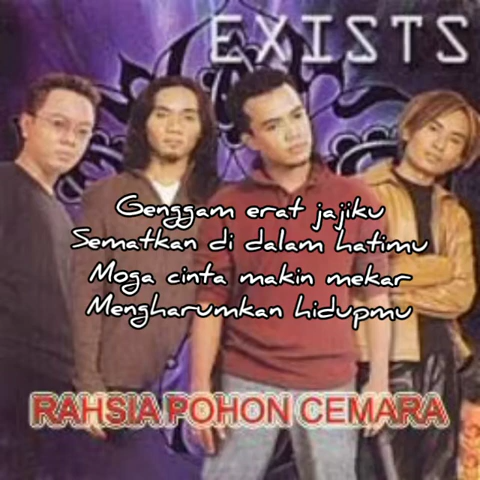 EXISTS
Genggam erat jajiku
Sematkan di dalam hatimu
Moga cinta makin mekar
Mengharumkan hidupmu
RAHSIA POHON CEMARA